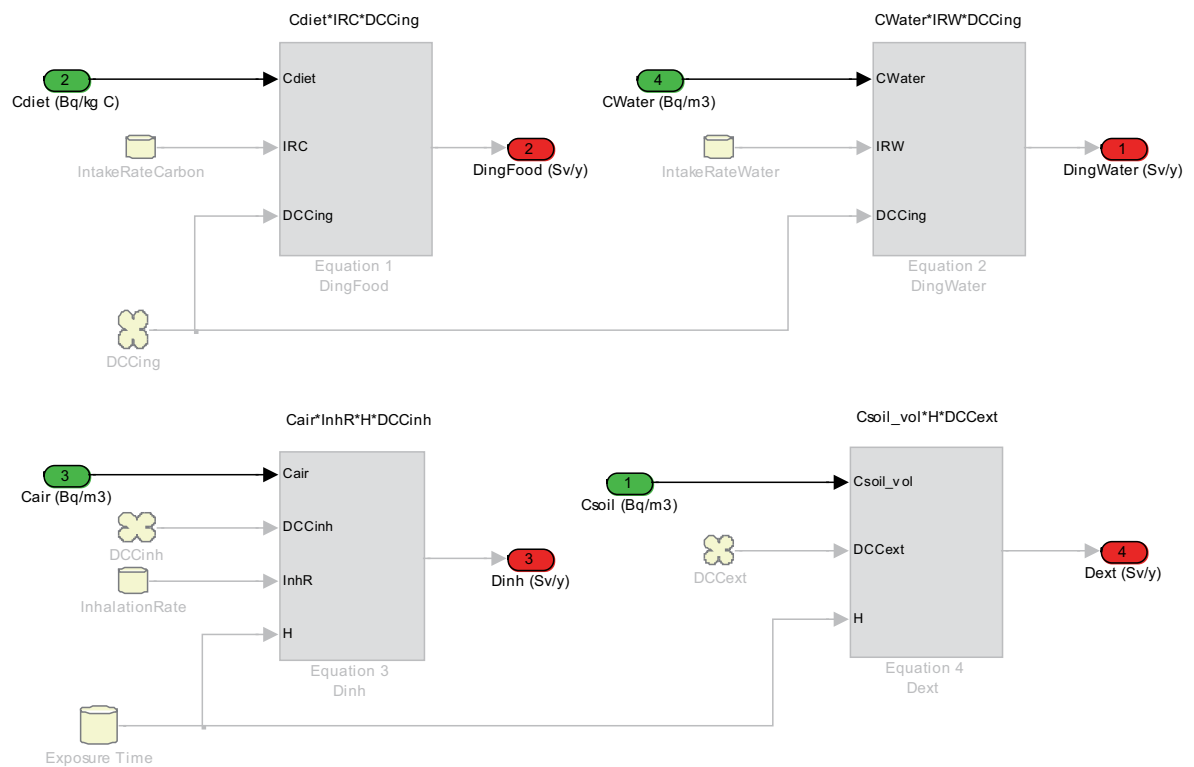 Cdiet*IRC*DCCing
2
Cdiet (Bq/kg C)
Cdiet
IntakeRateCarbon
IRC
DCCing
2
DingFood (Sv/y)
Equation 1
DingFood
CWater*IRW*DCCing
4
CWater (Bq/m3)
CWater
IntakeRateWater
IRW
DCCing
1
DingWater (Sv/y)
Equation 2
DingWater
DCCing
Cair*InhR*H*DCCinh
3
Cair (Bq/m3)
Cair
DCCinh
DCCinh
InhalationRate
InhR
H
3
Dinh (Sv/y)
Equation 3
Dinh
Csoil_vol*H*DCCext
1
Csoil (Bq/m3)
Csoil_vol
DCCext
DCCext
H
4
Dext (Sv/y)
Equation 4
Dext
Exposure Time